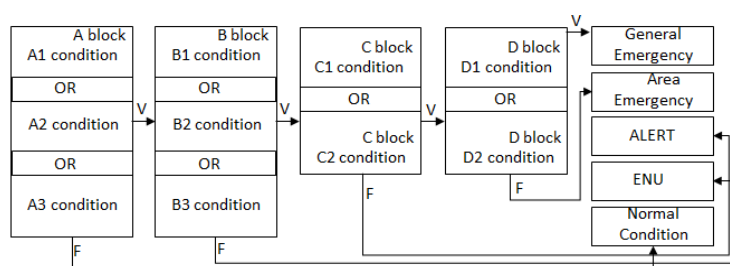 A block
A1 condition
OR
A2 condition
OR
A3 condition
F
V
B block
B1 condition
OR
B2 condition
OR
B3 condition
F
V
C block
C1 condition
OR
C block
C2 condition
F
V
D block
D1 condition
OR
D block
D2 condition
F
V
General
Emergency
Area
Emergency
ALERT
ENU
Normal
Condition